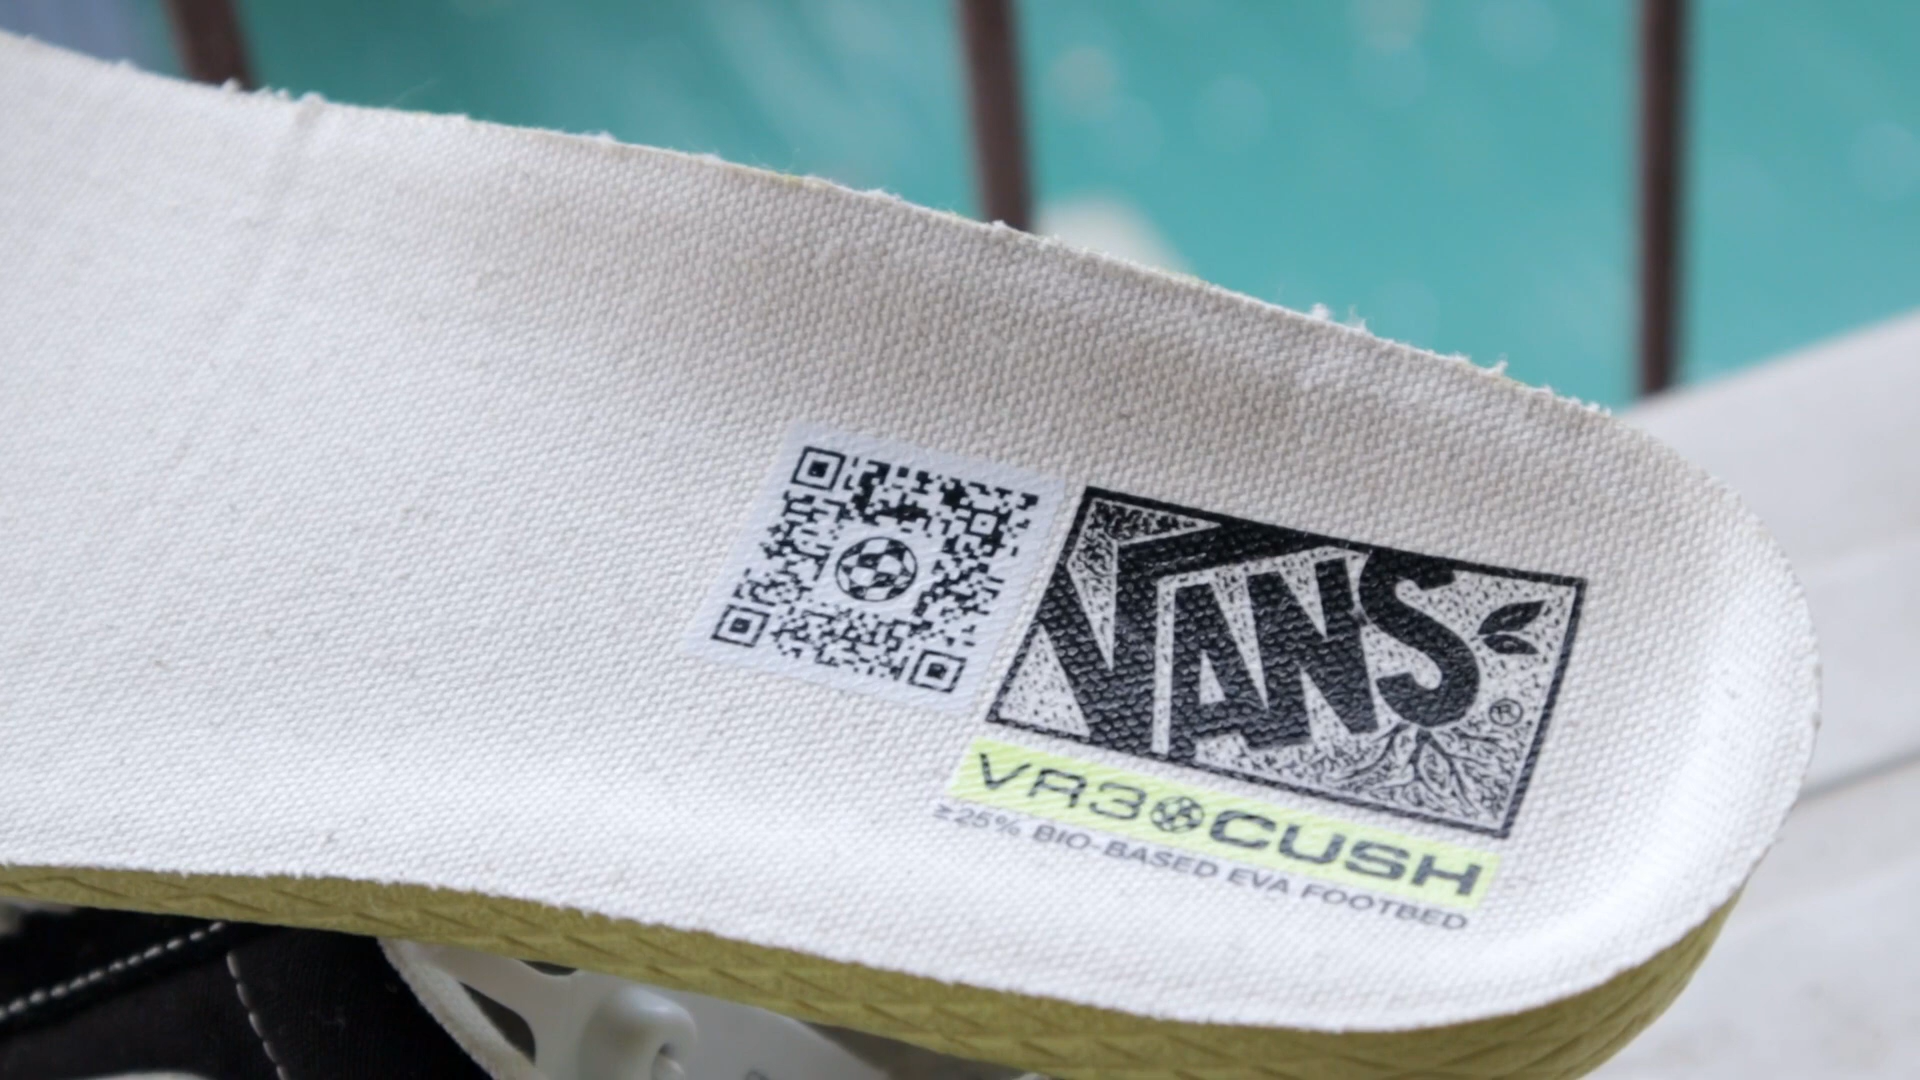 VANS®
VR3CUSH
≥25% BIO-BASED EVA FOOTBED